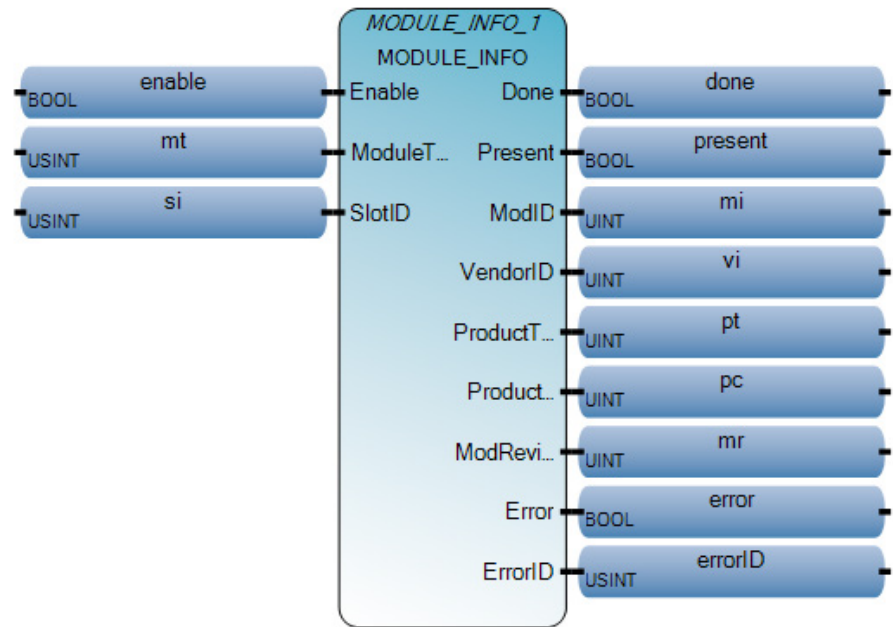 MODULE_INFO_1
MODULE_INFO
enable
BOOL
Enable
Done
done
BOOL
mt
USINT
ModuleT...
Present
present
BOOL
si
USINT
SlotID
ModID
mi
UINT
VendorID
vi
UINT
ProductT...
pt
UINT
Product...
pc
UINT
ModRevi...
mr
UINT
Error
error
BOOL
ErrorID
errorID
USINT